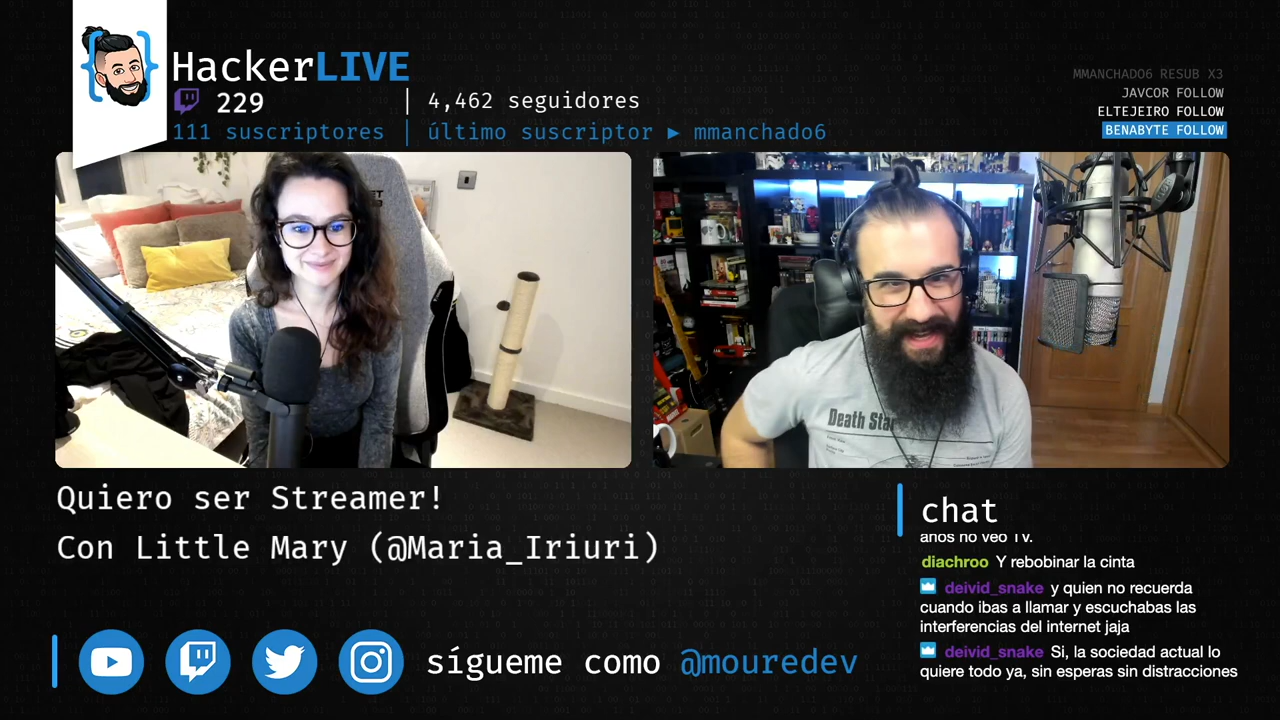 HackerLIVE
229 | 4,462 seguidores
111 suscriptores | último suscriptor ▶ mmanchado6
MMANCHADO6 RESUB X3
JAVCOR FOLLOW
ELTEJEIRO FOLLOW
BENABYTE FOLLOW
Death Star
Quiero ser Streamer!
Con Little Mary (@Maria_Iriuri)
chat
años no veo TV.
diachroo Y rebobinar la cinta
deivid_snake y quien no recuerda
cuando ibas a llamar y escuchabas las
interferencias del internet jaja
deivid_snake Si, la sociedad actual lo
quiere todo ya, sin esperas sin distracciones
sígueme como @mouredev